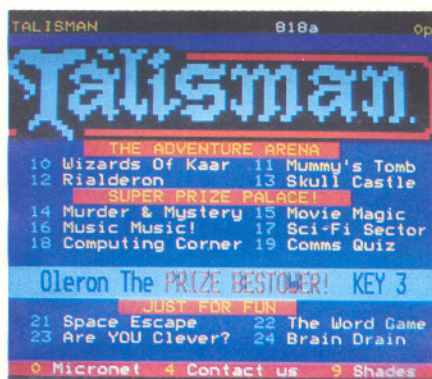 TALISMAN 818a Op
Talisman.
THE ADVENTURE ARENA
10 Wizards Of Kaar 11 Mummy's Tomb
12 Rialderon 13 Skull Castle
SUPER PRIZE PALACE!
14 Murder & Mystery 15 Movie Magic
16 Music Music! 17 Sci-Fi Sector
18 Computing Corner 19 Comms Quiz
Oleron The PRIZE BESTOWER! KEY 3
JUST FOR FUN
21 Space Escape 22 The Word Game
23 Are YOU Clever? 24 Brain Drain
0 Micronet 4 Contact us 9 Shades